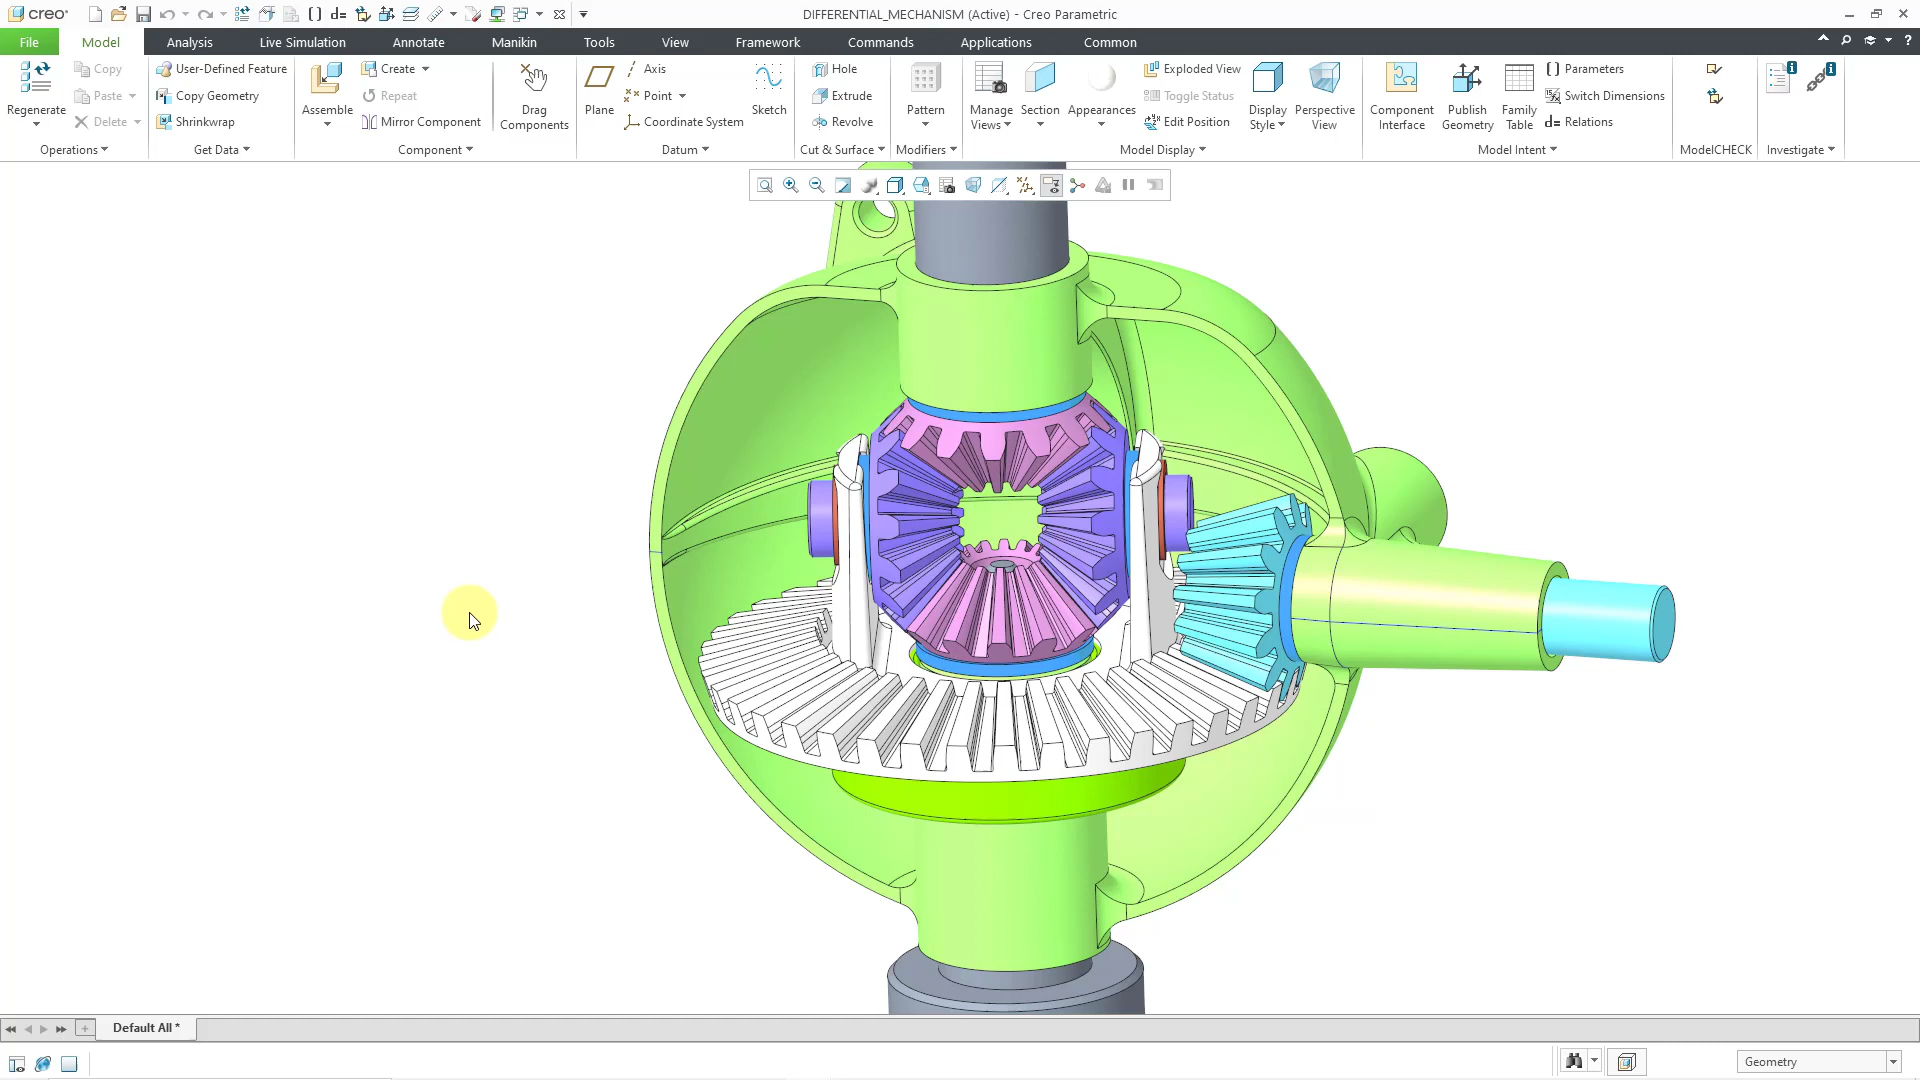 creo
DIFFERENTIAL_MECHANISM (Active) - Creo Parametric
File
Model
Analysis
Live Simulation
Annotate
Manikin
Tools
View
Framework
Commands
Applications
Common
Regenerate
Copy
Paste
Delete
Operations
User-Defined Feature
Copy Geometry
Shrinkwrap
Get Data
Assemble
Create
Repeat
Mirror Component
Drag
Components
Component
Plane
Axis
Point
Coordinate System
Sketch
Datum
Hole
Extrude
Revolve
Cut & Surface
Pattern
Modifiers
Manage
Views
Section
Appearances
Exploded View
Toggle Status
Edit Position
Display
Style
Perspective
View
Model Display
Component
Interface
Publish
Geometry
Family
Table
Parameters
Switch Dimensions
d= Relations
Model Intent
ModelCHECK
Investigate
Default All *
Geometry